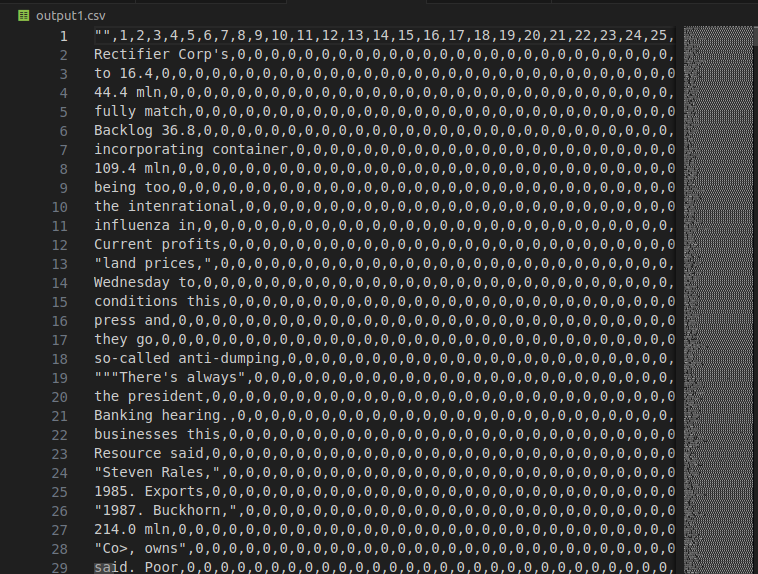 output1.csv
1 "",1,2,3,4,5,6,7,8,9,10,11,12,13,14,15,16,17,18,19,20,21,22,23,24,25,
2 Rectifier Corp's,0,0,0,0,0,0,0,0,0,0,0,0,0,0,0,0,0,0,0,0,0,0,0,0,0,0,
3 to 16.4,0,0,0,0,0,0,0,0,0,0,0,0,0,0,0,0,0,0,0,0,0,0,0,0,0,0,0,0,0,0,0
4 44.4 mln,0,0,0,0,0,0,0,0,0,0,0,0,0,0,0,0,0,0,0,0,0,0,0,0,0,0,0,0,0,0,
5 fully match,0,0,0,0,0,0,0,0,0,0,0,0,0,0,0,0,0,0,0,0,0,0,0,0,0,0,0,0,0
6 Backlog 36.8,0,0,0,0,0,0,0,0,0,0,0,0,0,0,0,0,0,0,0,0,0,0,0,0,0,0,0,0,
7 incorporating container,0,0,0,0,0,0,0,0,0,0,0,0,0,0,0,0,0,0,0,0,0,0,0
8 109.4 mln,0,0,0,0,0,0,0,0,0,0,0,0,0,0,0,0,0,0,0,0,0,0,0,0,0,0,0,0,0,0
9 being too,0,0,0,0,0,0,0,0,0,0,0,0,0,0,0,0,0,0,0,0,0,0,0,0,0,0,0,0,0,0
10 the intenrational,0,0,0,0,0,0,0,0,0,0,0,0,0,0,0,0,0,0,0,0,0,0,0,0,0,0
11 influenza in,0,0,0,0,0,0,0,0,0,0,0,0,0,0,0,0,0,0,0,0,0,0,0,0,0,0,0,0,
12 Current profits,0,0,0,0,0,0,0,0,0,0,0,0,0,0,0,0,0,0,0,0,0,0,0,0,0,0,0
13 "land prices,",0,0,0,0,0,0,0,0,0,0,0,0,0,0,0,0,0,0,0,0,0,0,0,0,0,0,0,
14 Wednesday to,0,0,0,0,0,0,0,0,0,0,0,0,0,0,0,0,0,0,0,0,0,0,0,0,0,0,0,0,
15 conditions this,0,0,0,0,0,0,0,0,0,0,0,0,0,0,0,0,0,0,0,0,0,0,0,0,0,0,0
16 press and,0,0,0,0,0,0,0,0,0,0,0,0,0,0,0,0,0,0,0,0,0,0,0,0,0,0,0,0,0,0
17 they go,0,0,0,0,0,0,0,0,0,0,0,0,0,0,0,0,0,0,0,0,0,0,0,0,0,0,0,0,0,0,0
18 so-called anti-dumping,0,0,0,0,0,0,0,0,0,0,0,0,0,0,0,0,0,0,0,0,0,0,0,
19 """There's always",0,0,0,0,0,0,0,0,0,0,0,0,0,0,0,0,0,0,0,0,0,0,0,0,0,
20 the president,0,0,0,0,0,0,0,0,0,0,0,0,0,0,0,0,0,0,0,0,0,0,0,0,0,0,0,0
21 Banking hearing.,0,0,0,0,0,0,0,0,0,0,0,0,0,0,0,0,0,0,0,0,0,0,0,0,0,0,
22 businesses this,0,0,0,0,0,0,0,0,0,0,0,0,0,0,0,0,0,0,0,0,0,0,0,0,0,0,0
23 Resource said,0,0,0,0,0,0,0,0,0,0,0,0,0,0,0,0,0,0,0,0,0,0,0,0,0,0,0,0
24 "Steven Rales,",0,0,0,0,0,0,0,0,0,0,0,0,0,0,0,0,0,0,0,0,0,0,0,0,0,0,0
25 1985. Exports,0,0,0,0,0,0,0,0,0,0,0,0,0,0,0,0,0,0,0,0,0,0,0,0,0,0,0,0
26 "1987. Buckhorn,",0,0,0,0,0,0,0,0,0,0,0,0,0,0,0,0,0,0,0,0,0,0,0,0,0,0
27 214.0 mln,0,0,0,0,0,0,0,0,0,0,0,0,0,0,0,0,0,0,0,0,0,0,0,0,0,0,0,0,0,0
28 "Co>, owns",0,0,0,0,0,0,0,0,0,0,0,0,0,0,0,0,0,0,0,0,0,0,0,0,0,0,0,0,0
29 said. Poor,0,0,0,0,0,0,0,0,0,0,0,0,0,0,0,0,0,0,0,0,0,0,0,0,0,0,0,0,0,